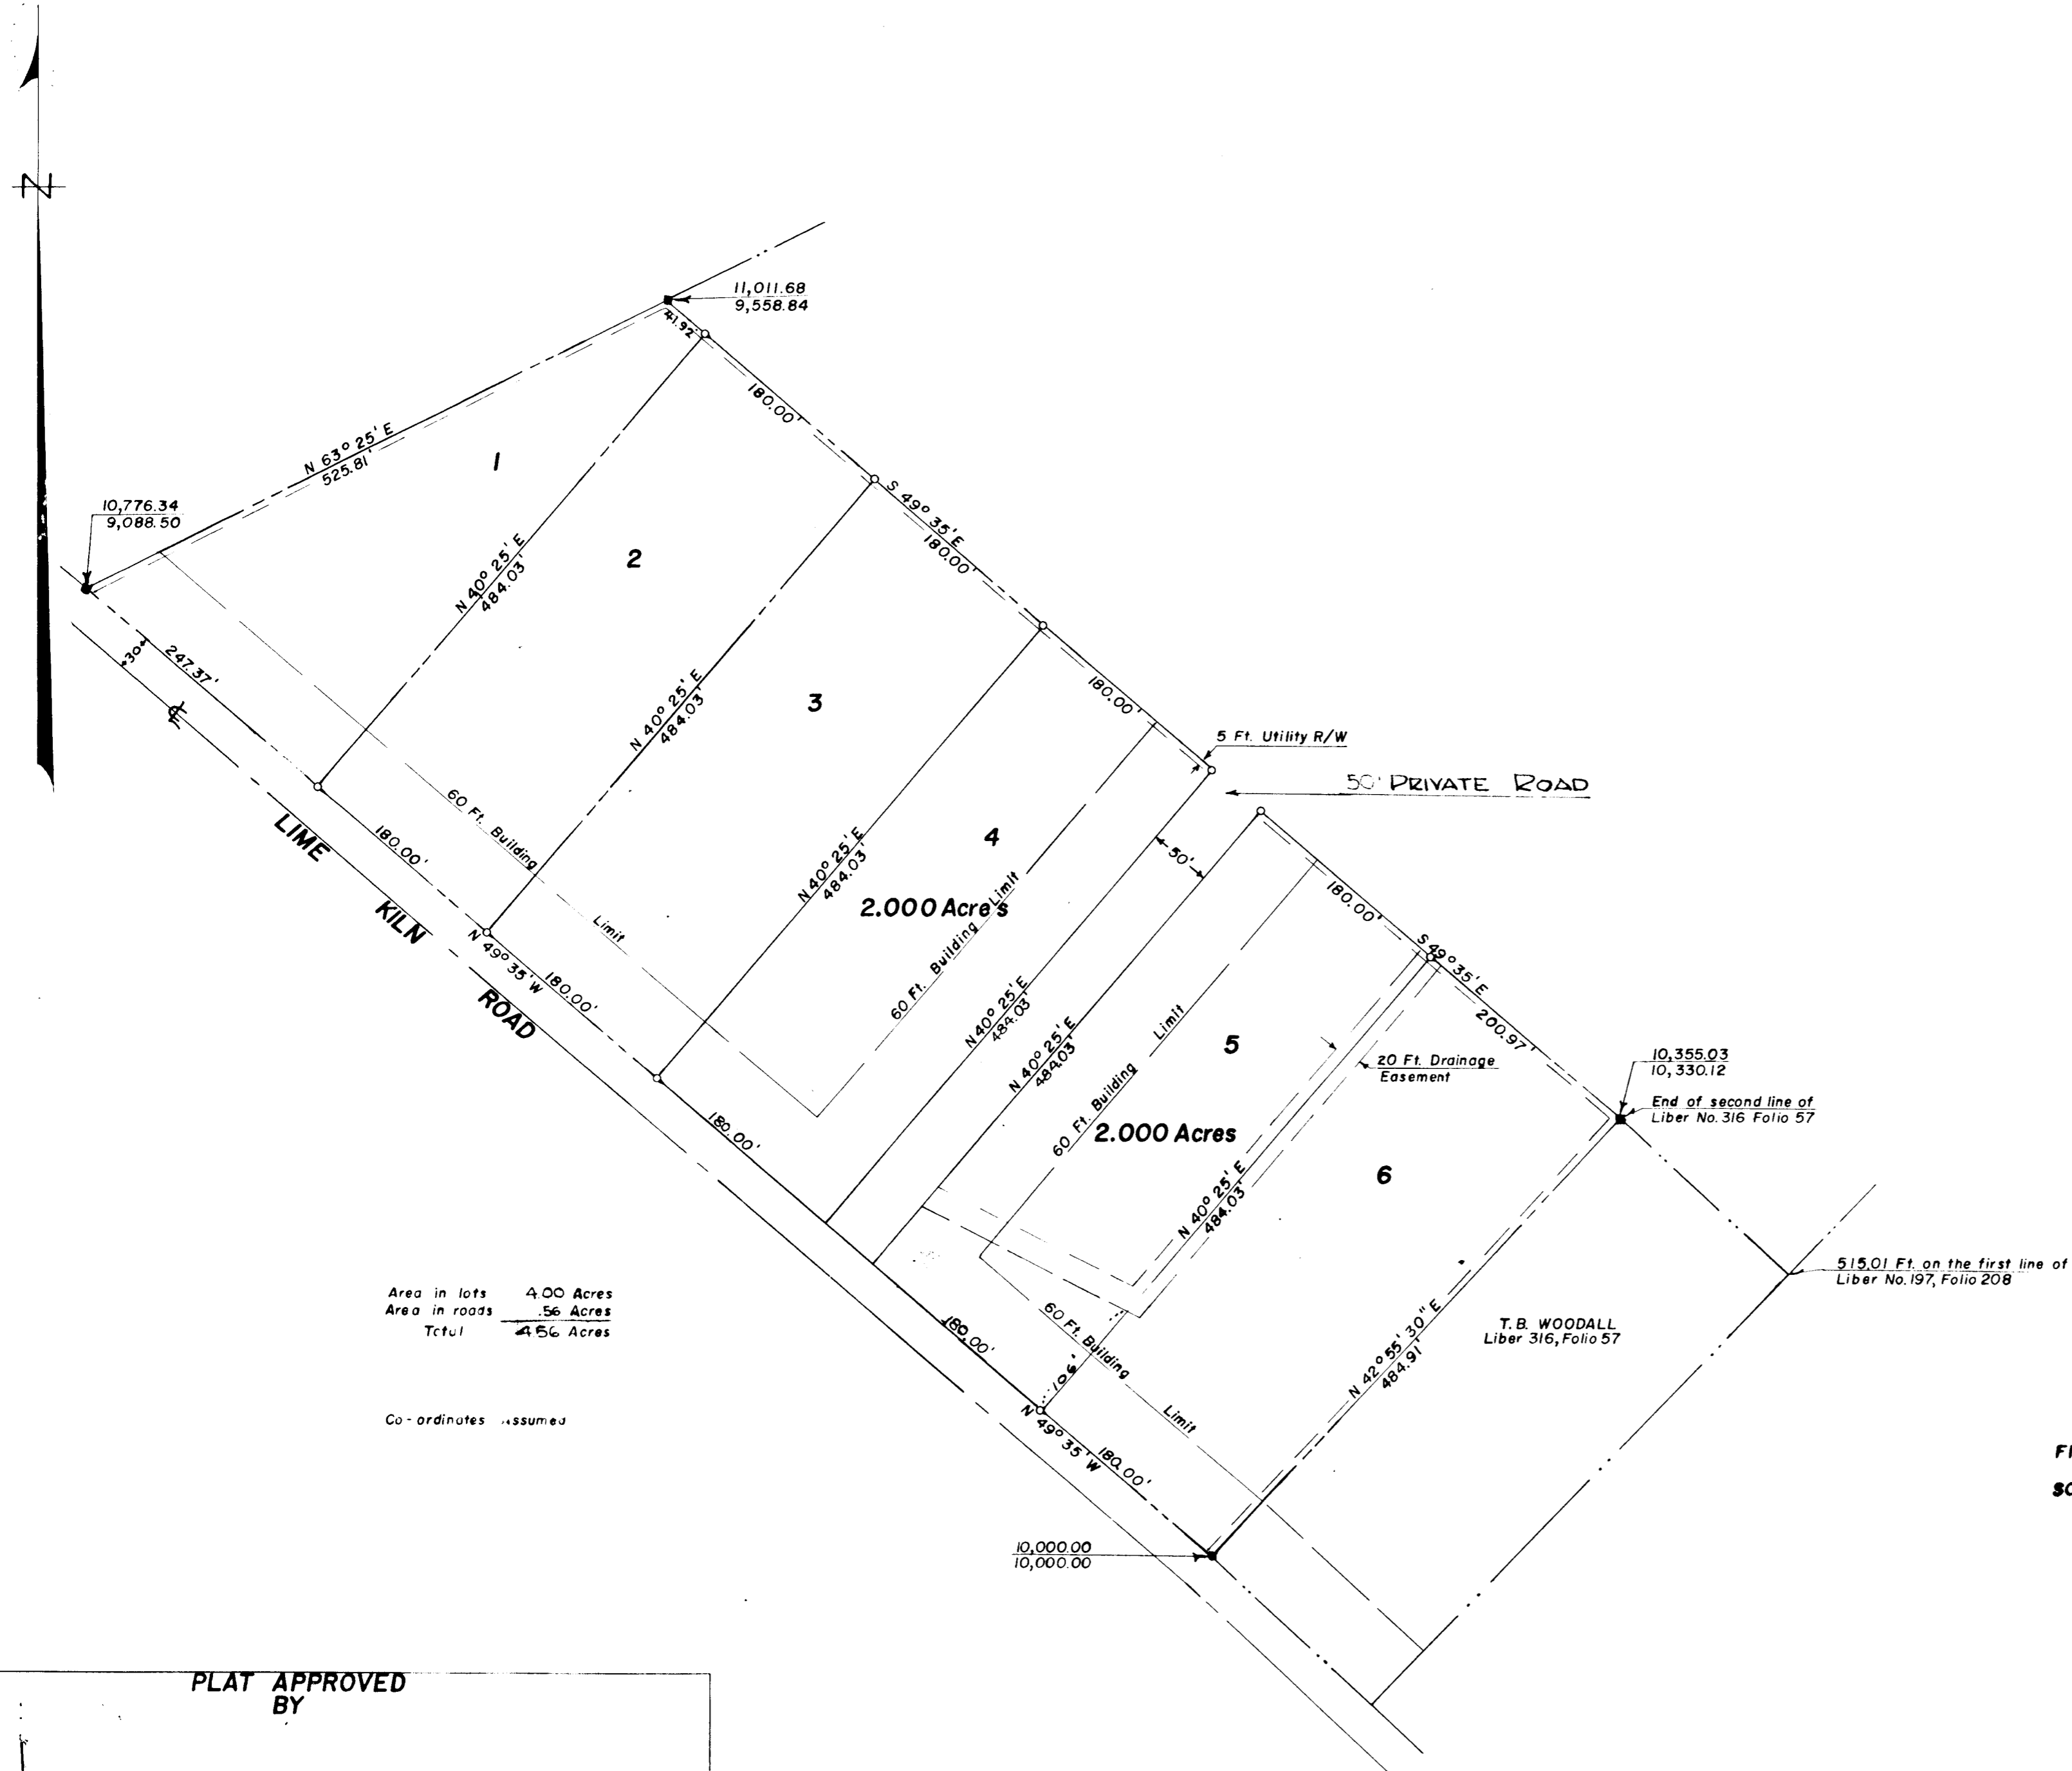 N
11,011.68
9,558.84
41.92'
180.00'
N 63° 25' E
525.81'
1
10,776.34
9,088.50
S 49° 35' E
180.00'
N 40° 25' E
484.03'
2
247.37'
30
N 40° 25' E
484.03'
3
180.00'
5 Ft. Utility R/W
50' PRIVATE ROAD
60 Ft. Building
Limit
180.00'
LIME
KILN
ROAD
N 40° 25' E
484.03'
4
2.000 Acres
60 Ft. Building Limit
50'
180.00'
S 49° 35' E
200.97'
N 49° 35' W
180.00'
N 40° 25' E
484.03'
N 40° 25' E
484.03'
5
60 Ft. Building Limit
2.000 Acres
20 Ft. Drainage
Easement
10,355.03
10,330.12
End of second line of
Liber No. 316 Folio 57
180.00'
N 40° 25' E
484.03'
6
515.01 Ft. on the first line of
Liber No. 197, Folio 208
T. B. WOODALL
Liber 316, Folio 57
N 42° 55' 30" E
484.91'
Area in lots 4.00 Acres
Area in roads .56 Acres
Total 4.56 Acres
180.00'
60 Ft. Building
Limit
106'
Co-ordinates assumed
N 49° 35' W
180.00'
10,000.00
10,000.00
PLAT APPROVED
BY